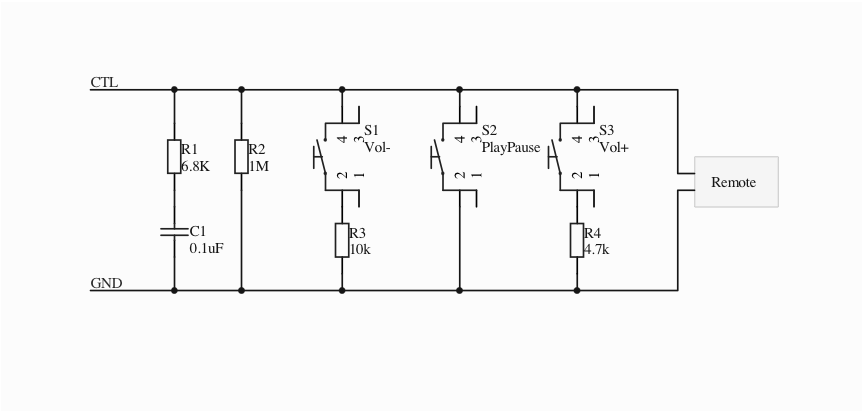 CTL
R1
6.8K
R2
1M
C1
0.1uF
4
3
S1
Vol-
2
1
R3
10k
4
3
S2
PlayPause
2
1
4
3
S3
Vol+
2
1
R4
4.7k
Remote
GND